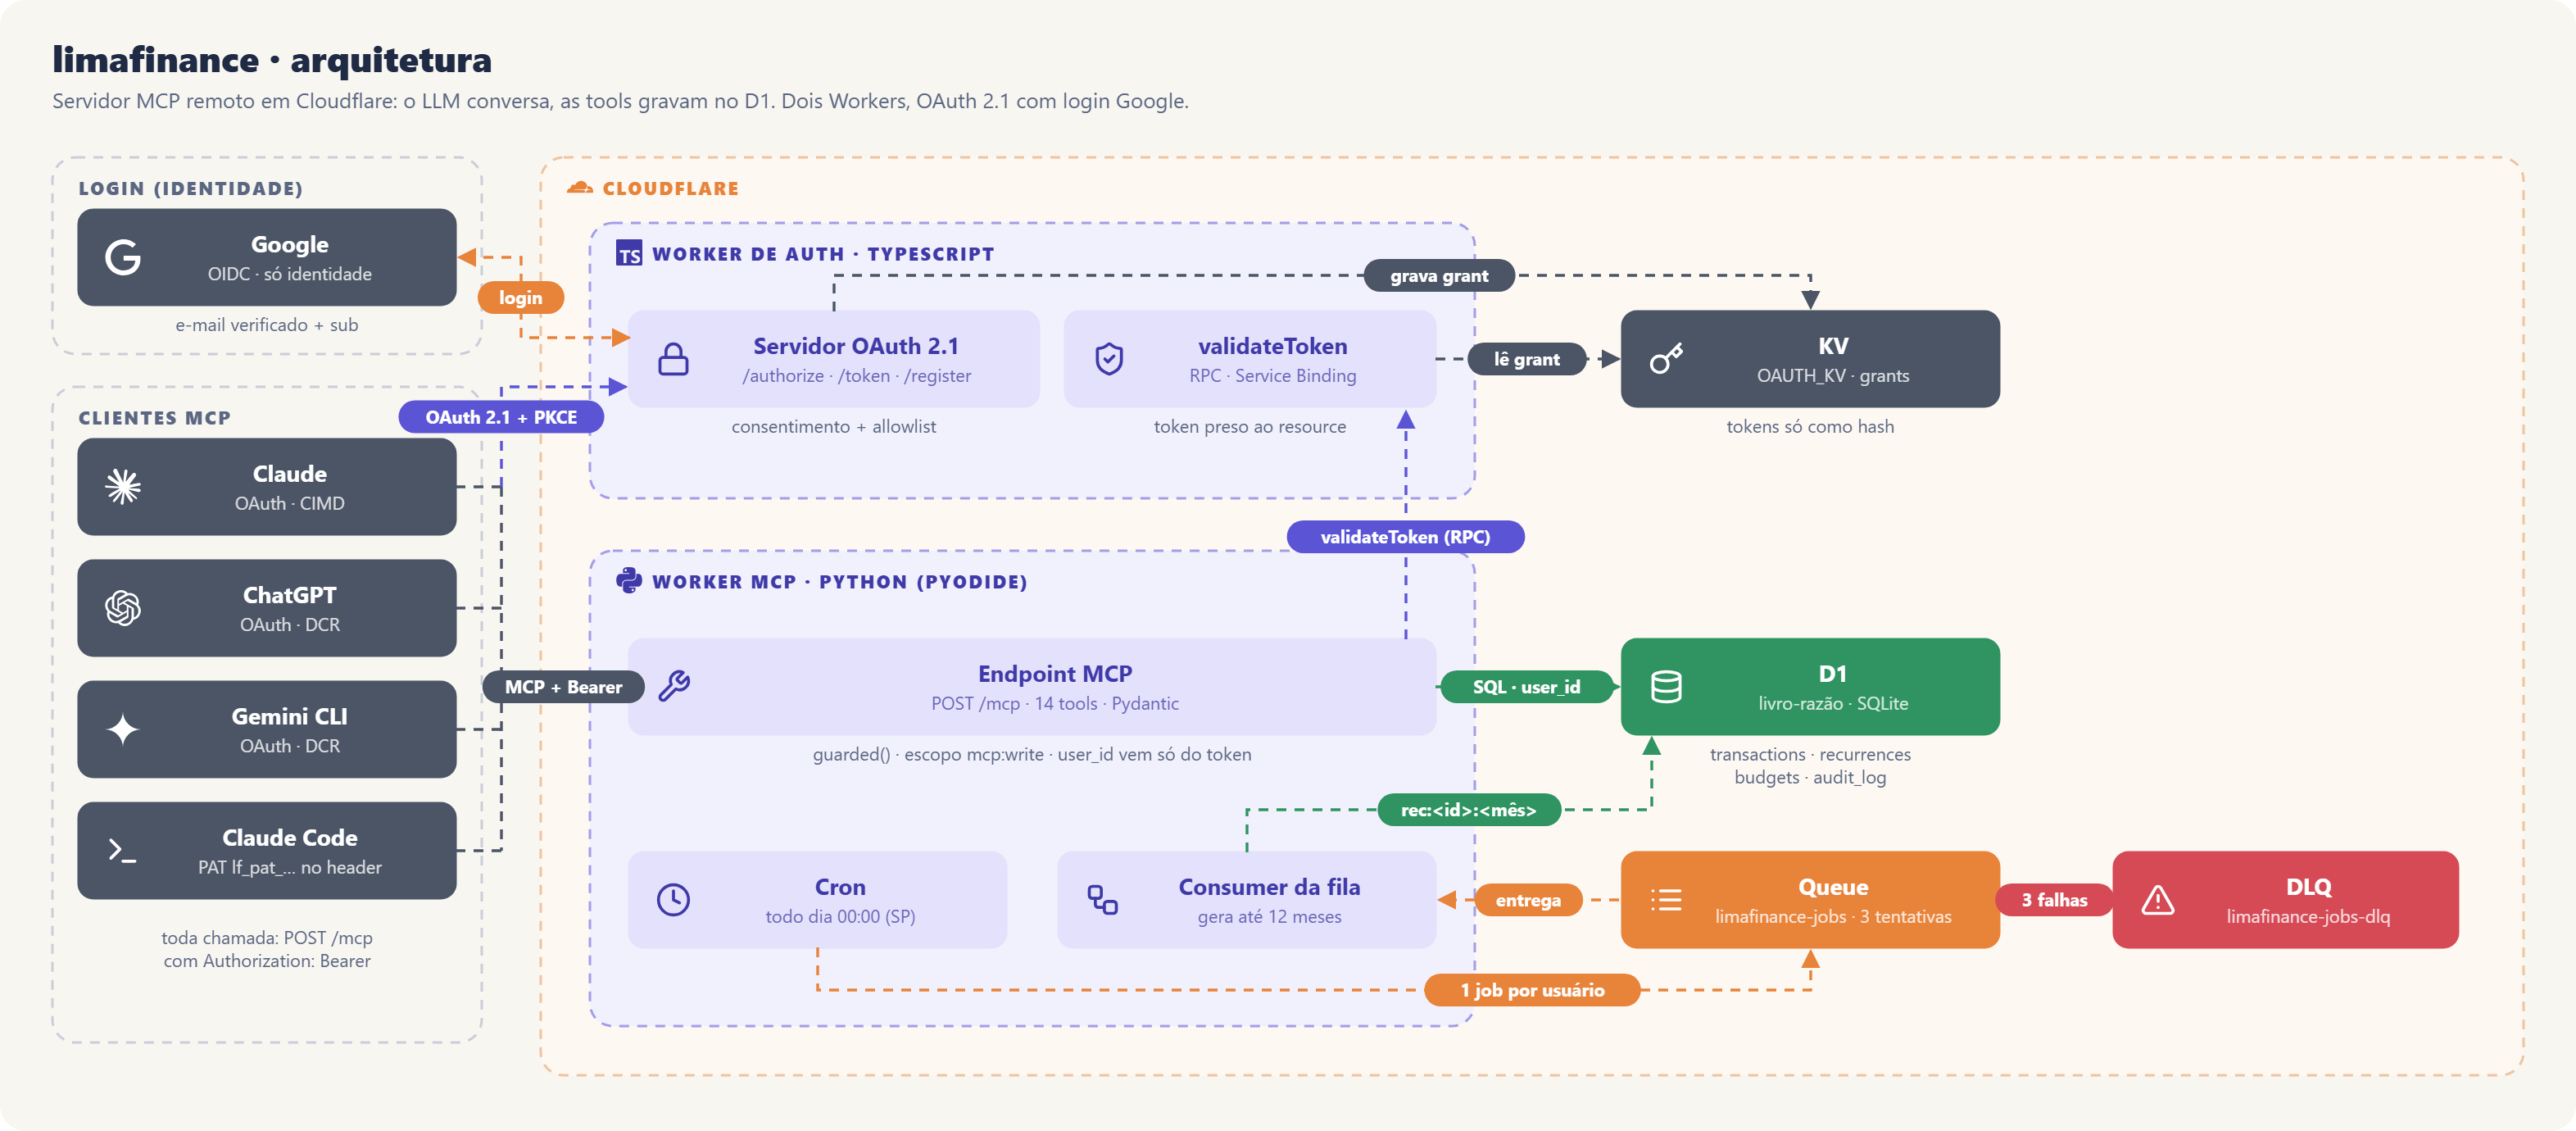 limafinance · arquitetura
Servidor MCP remoto em Cloudflare: o LLM conversa, as tools gravam no D1. Dois Workers, OAuth 2.1 com login Google.
LOGIN (IDENTIDADE)
Google
OIDC · só identidade
e-mail verificado + sub
login
CLIENTES MCP
OAuth 2.1 + PKCE
Claude
OAuth · CIMD
ChatGPT
OAuth · DCR
Gemini CLI
OAuth · DCR
Claude Code
PAT lf_pat_... no header
toda chamada: POST /mcp
com Authorization: Bearer
MCP + Bearer
CLOUDFLARE
TS
WORKER DE AUTH · TYPESCRIPT
grava grant
Servidor OAuth 2.1
/authorize · /token · /register
consentimento + allowlist
validateToken
RPC · Service Binding
token preso ao resource
lê grant
KV
OAUTH_KV · grants
tokens só como hash
validateToken (RPC)
WORKER MCP · PYTHON (PYODIDE)
Endpoint MCP
POST /mcp · 14 tools · Pydantic
guarded() · escopo mcp:write · user_id vem só do token
SQL · user_id
D1
livro-razão · SQLite
transactions · recurrences
budgets · audit_log
rec:<id>:<mês>
Cron
todo dia 00:00 (SP)
Consumer da fila
gera até 12 meses
entrega
Queue
limafinance-jobs · 3 tentativas
3 falhas
DLQ
limafinance-jobs-dlq
1 job por usuário